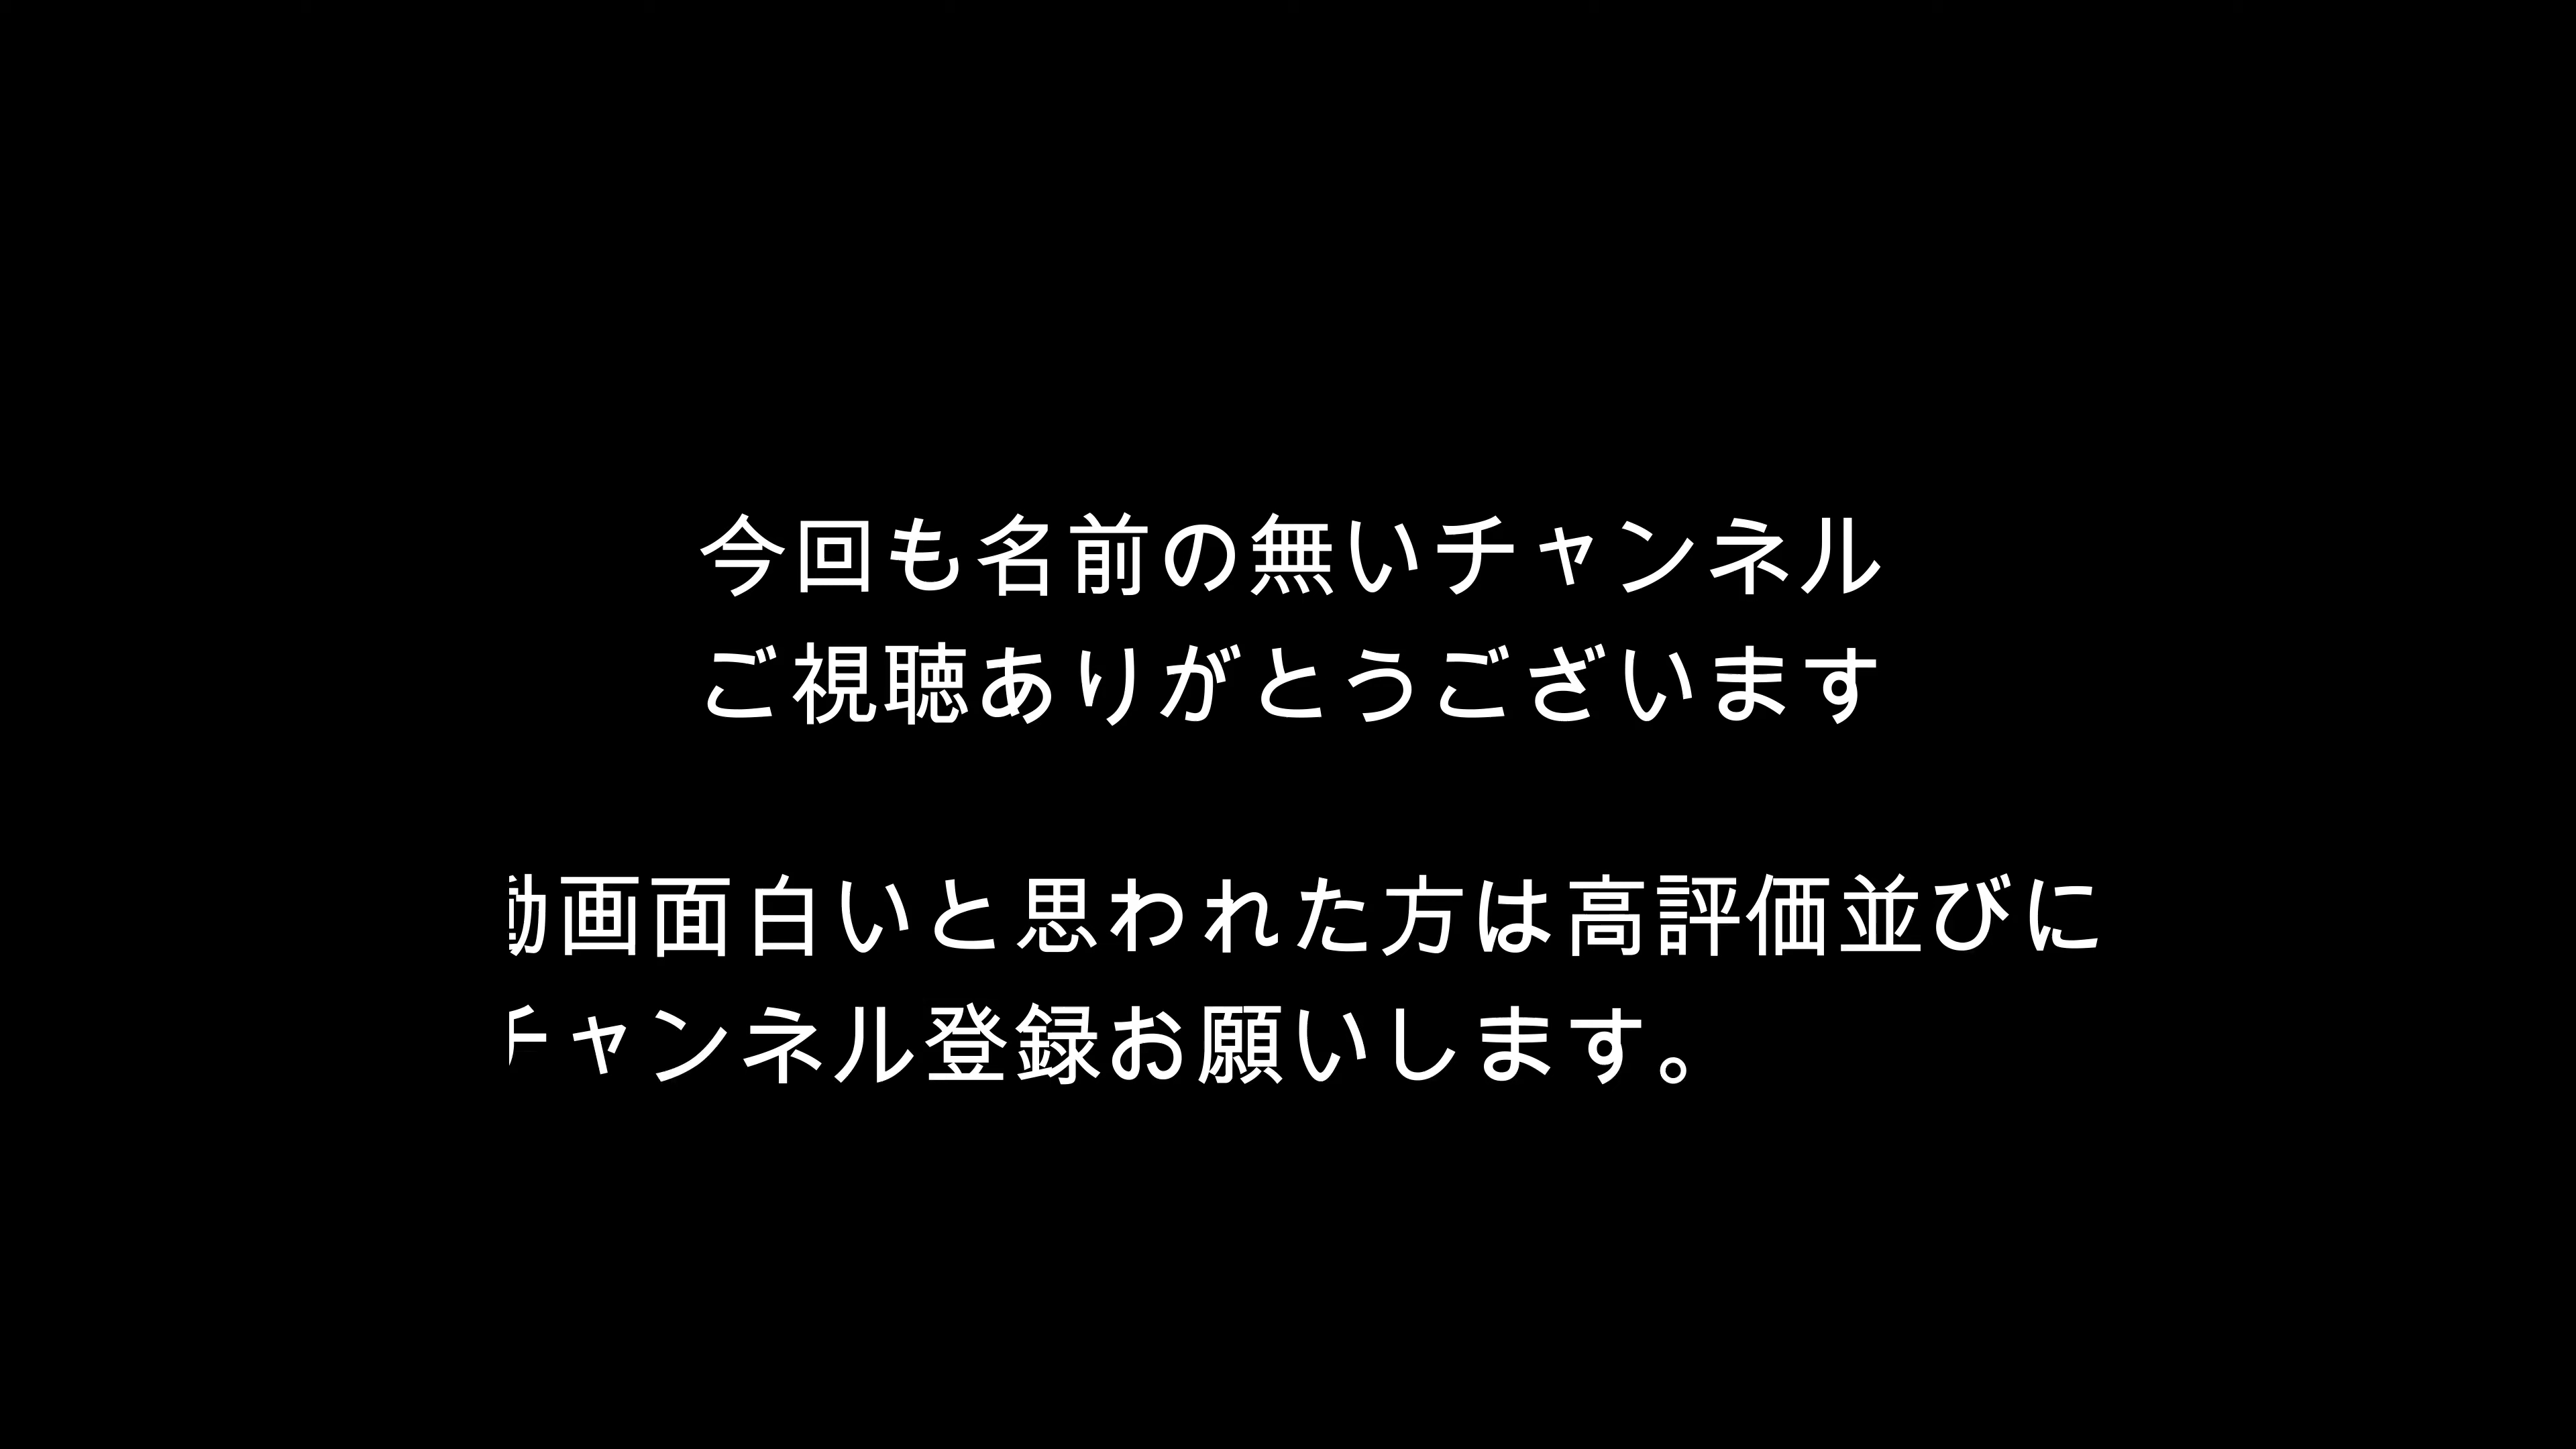 今回も名前の無いチャンネル
ご視聴ありがとうございます
動画面白いと思われた方は高評価並びに
チャンネル登録お願いします。